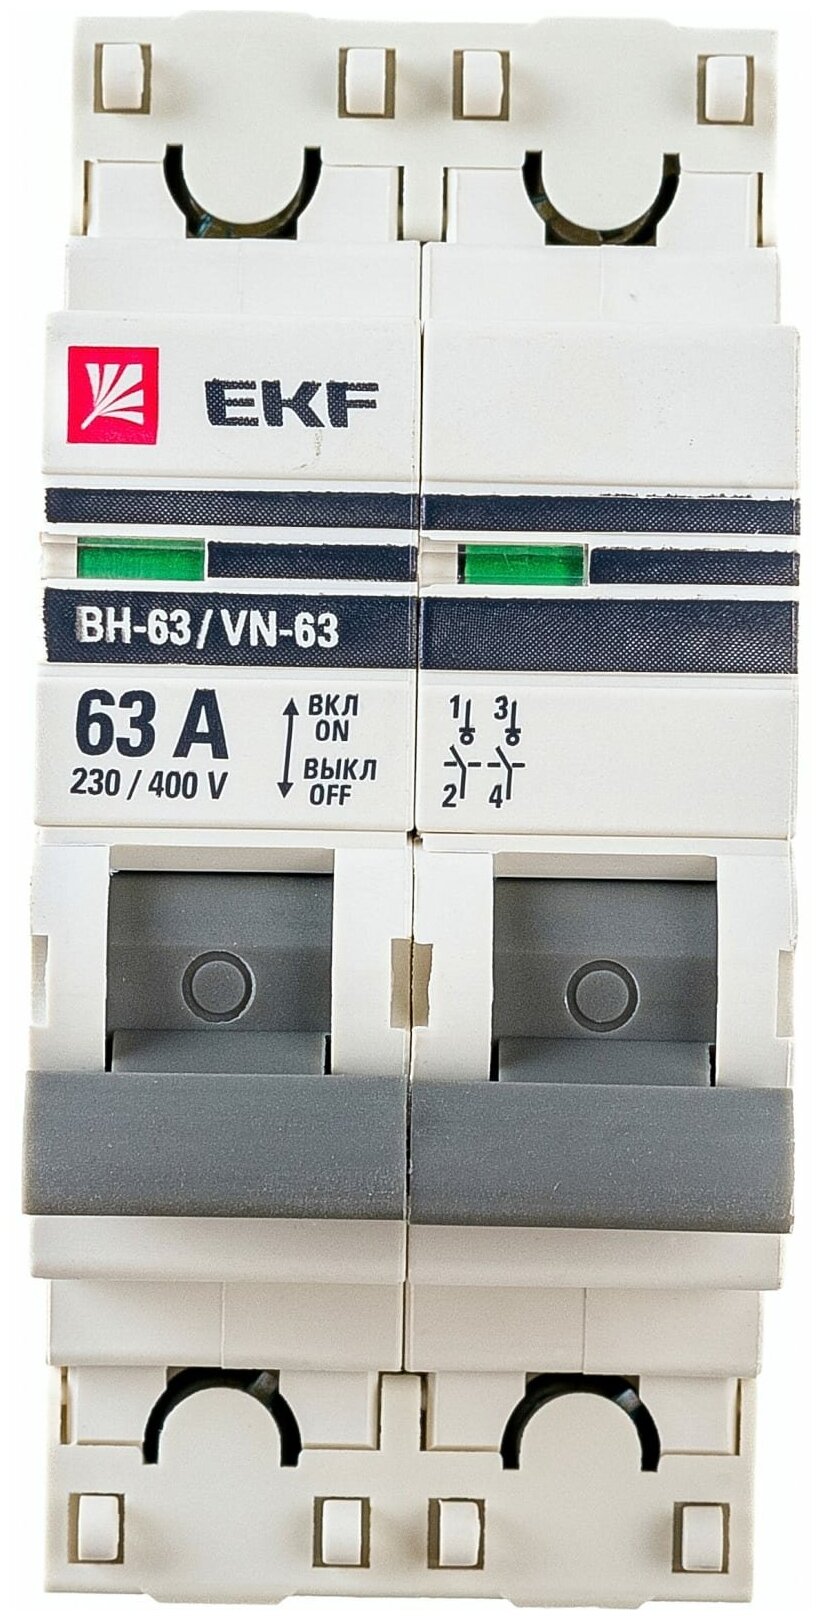 EKF
ВН-63 / VN-63
63 A
230 / 400 V
ВКЛ
ON
ВЫКЛ
OFF
1 3
2 4